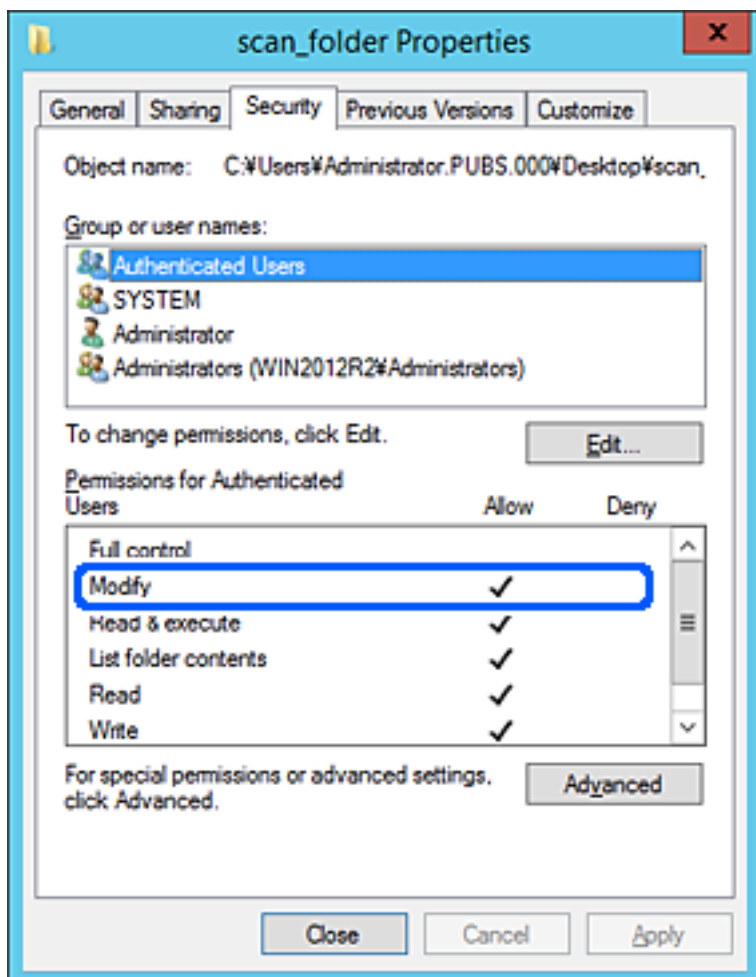 scan_folder Properties
x
General Sharing Security Previous Versions Customize
Object name: C:¥Users¥Administrator.PUBS.000¥Desktop¥scan_
Group or user names:
Authenticated Users
SYSTEM
Administrator
Administrators (WIN2012R2¥Administrators)
To change permissions, click Edit.
Edit...
Permissions for Authenticated
Users Allow Deny
Full control
Modify
Read & execute
List folder contents
Read
Write
For special permissions or advanced settings,
click Advanced.
Advanced
Close Cancel Apply